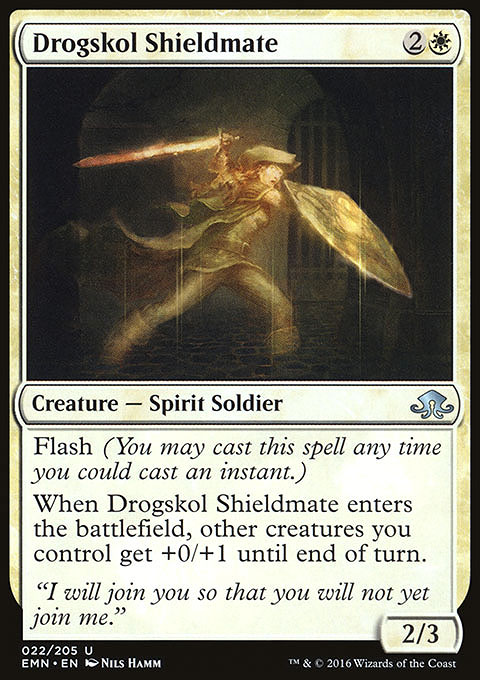 Drogskol Shieldmate 2
Creature — Spirit Soldier
Flash (You may cast this spell any time
you could cast an instant.)
When Drogskol Shieldmate enters
the battlefield, other creatures you
control get +0/+1 until end of turn.
“I will join you so that you will not yet
join me.”
2/3
022/205 U
EMN • EN Nils Hamm
™ & © 2016 Wizards of the Coast